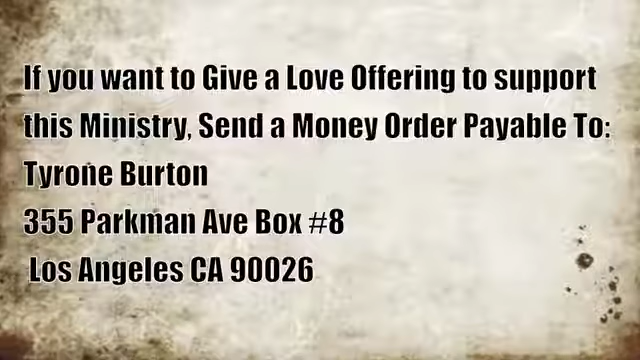 If you want to Give a Love Offering to support
this Ministry, Send a Money Order Payable To:
Tyrone Burton
355 Parkman Ave Box #8
Los Angeles CA 90026